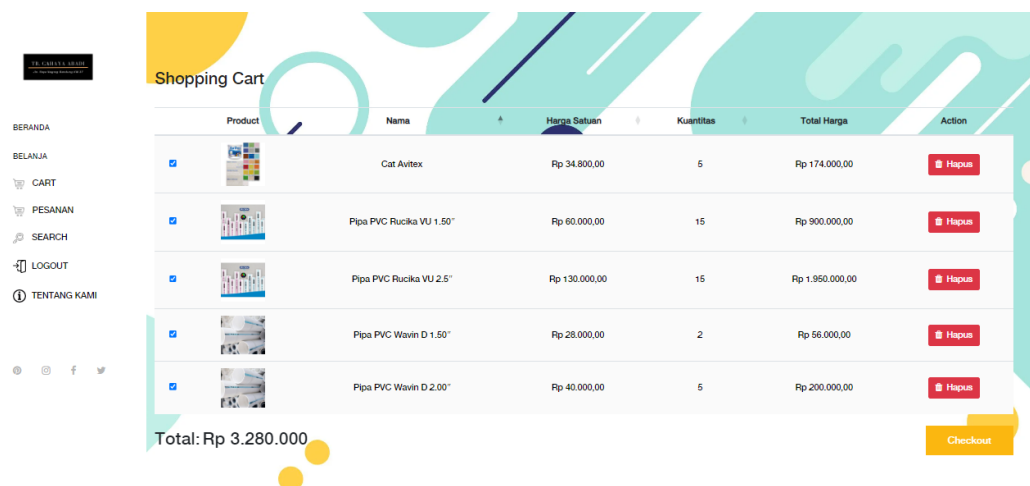 TB. CAHAYA ABADI
BERANDA
BELANJA
CART
PESANAN
SEARCH
LOGOUT
TENTANG KAMI
Shopping Cart
Product Nama Harga Satuan Kuantitas Total Harga Action
Cat Avitex Rp 34.800,00 5 Rp 174.000,00 Hapus
Pipa PVC Rucika VU 1.50" Rp 60.000,00 15 Rp 900.000,00 Hapus
Pipa PVC Rucika VU 2.5" Rp 130.000,00 15 Rp 1.950.000,00 Hapus
Pipa PVC Wavin D 1.50" Rp 28.000,00 2 Rp 56.000,00 Hapus
Pipa PVC Wavin D 2.00" Rp 40.000,00 5 Rp 200.000,00 Hapus
Total: Rp 3.280.000
Checkout